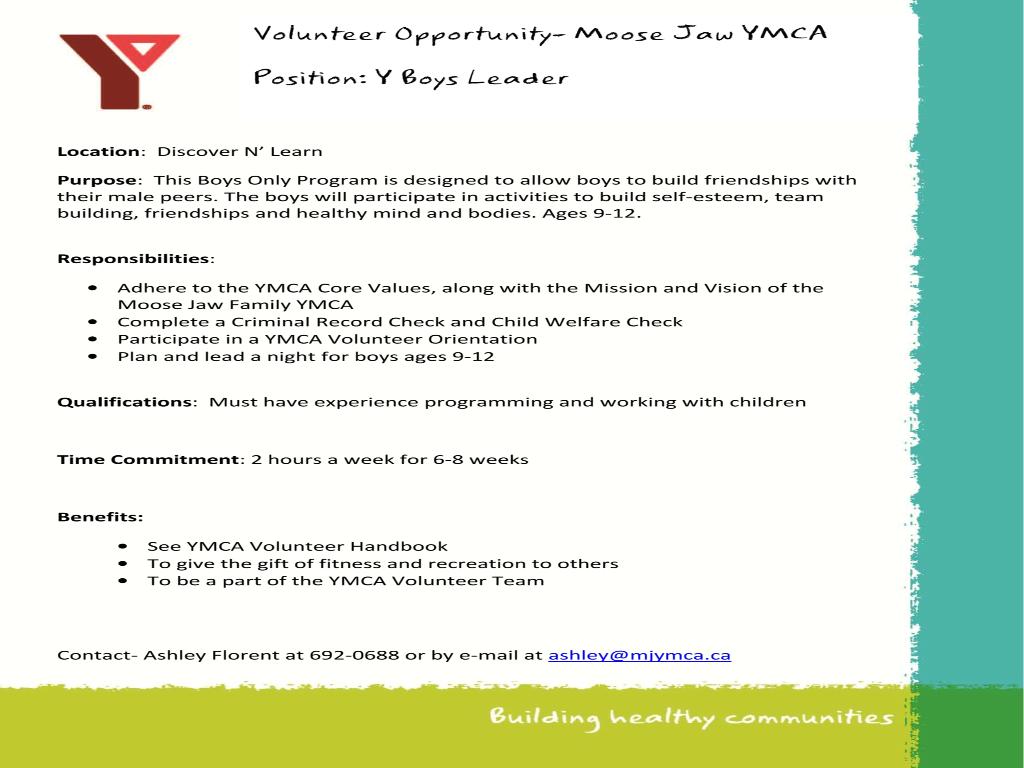 Volunteer Opportunity- Moose Jaw YMCA
Position: Y Boys Leader
Location: Discover N' Learn
Purpose: This Boys Only Program is designed to allow boys to build friendships with
their male peers. The boys will participate in activities to build self-esteem, team
building, friendships and healthy mind and bodies. Ages 9-12.
Responsibilities:
• Adhere to the YMCA Core Values, along with the Mission and Vision of the
Moose Jaw Family YMCA
• Complete a Criminal Record Check and Child Welfare Check
• Participate in a YMCA Volunteer Orientation
• Plan and lead a night for boys ages 9-12
Qualifications: Must have experience programming and working with children
Time Commitment: 2 hours a week for 6-8 weeks
Benefits:
• See YMCA Volunteer Handbook
• To give the gift of fitness and recreation to others
• To be a part of the YMCA Volunteer Team
Contact- Ashley Florent at 692-0688 or by e-mail at ashley@mjymca.ca
Building healthy communities